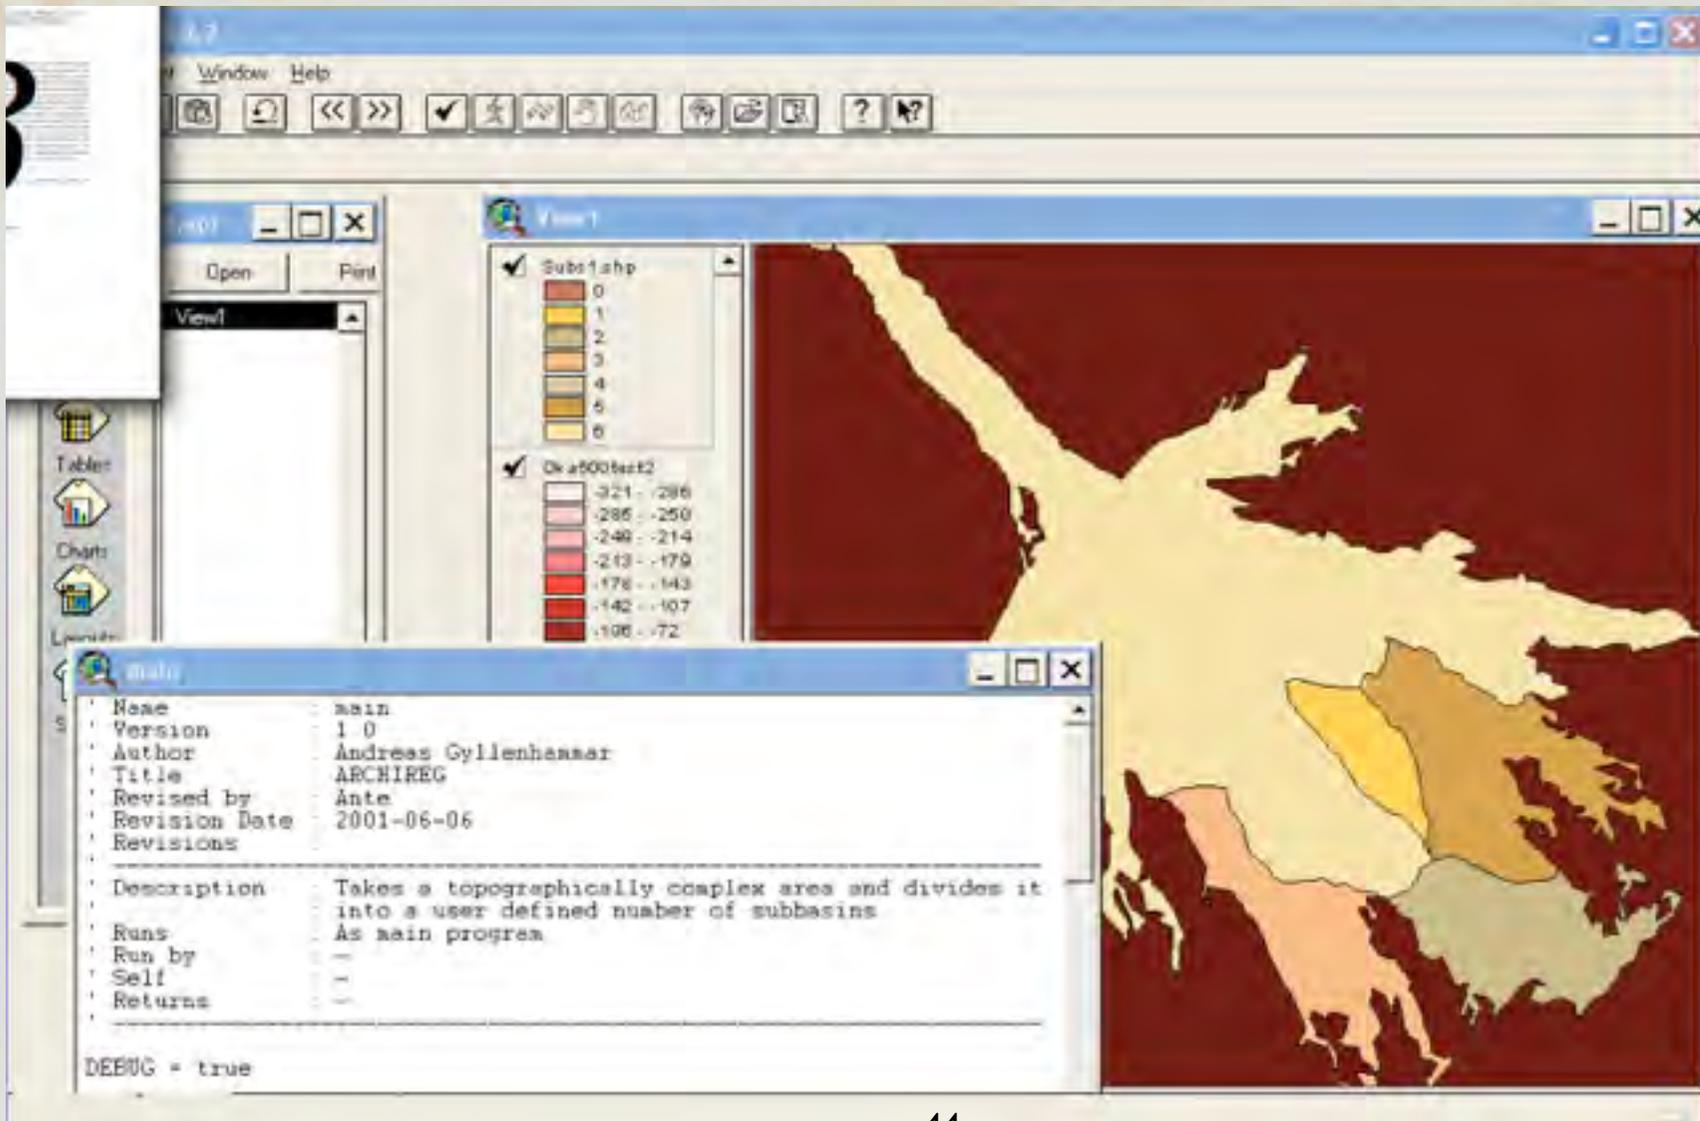 Window Help
? ?
View1
Open Print
View1
Subs1.shp
0
1
2
3
4
5
6
-321 - -286
-285 - -250
-249 - -214
-213 - -179
-178 - -143
-142 - -107
-106 - -72
Tables
Charts
Layouts
main
' Name : main
' Version : 1.0
' Author : Andreas Gyllenhammar
' Title : ARCHIREG
' Revised by : Ante
' Revision Date : 2001-06-06
' Revisions :
' Description : Takes a topographically complex area and divides it
' into a user defined number of subbasins
' Runs : As main program
' Run by : -
' Self : -
' Returns : -
DEBUG = true